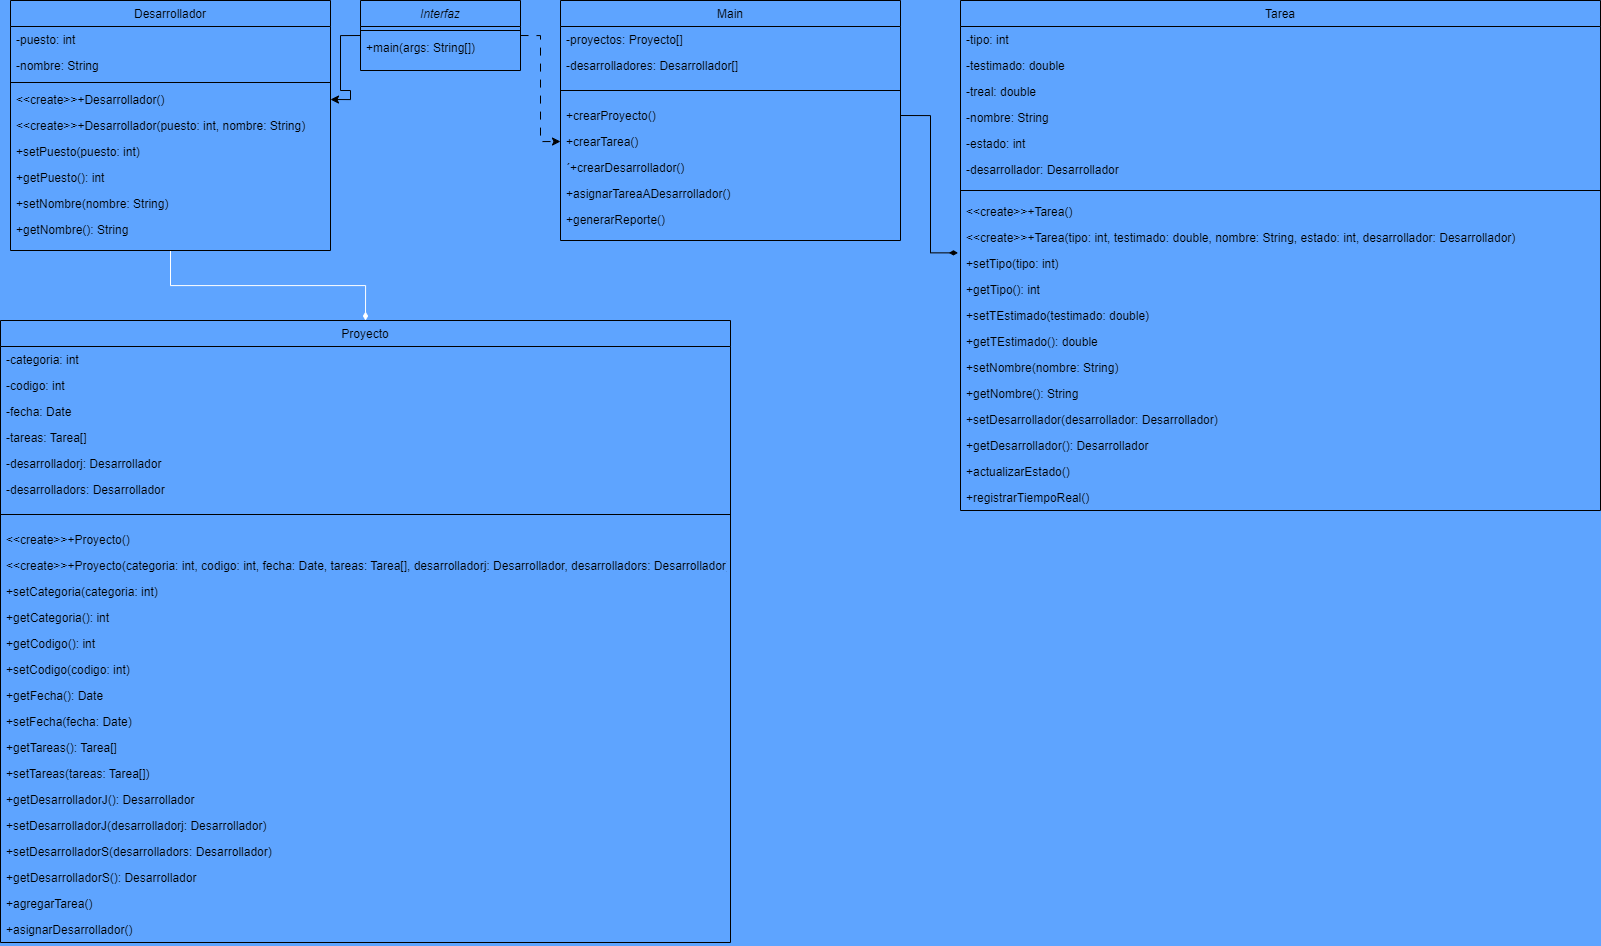 Desarrollador
-puesto: int
-nombre: String
<<create>>+Desarrollador()
<<create>>+Desarrollador(puesto: int, nombre: String)
+setPuesto(puesto: int)
+getPuesto(): int
+setNombre(nombre: String)
+getNombre(): String
Interfaz
+main(args: String[])
Main
-proyectos: Proyecto[]
-desarrolladores: Desarrollador[]
+crearProyecto()
+crearTarea()
´+crearDesarrollador()
+asignarTareaADesarrollador()
+generarReporte()
Tarea
-tipo: int
-testimado: double
-treal: double
-nombre: String
-estado: int
-desarrollador: Desarrollador
<<create>>+Tarea()
<<create>>+Tarea(tipo: int, testimado: double, nombre: String, estado: int, desarrollador: Desarrollador)
+setTipo(tipo: int)
+getTipo(): int
+setTEstimado(testimado: double)
+getTEstimado(): double
+setNombre(nombre: String)
+getNombre(): String
+setDesarrollador(desarrollador: Desarrollador)
+getDesarrollador(): Desarrollador
+actualizarEstado()
+registrarTiempoReal()
Proyecto
-categoria: int
-codigo: int
-fecha: Date
-tareas: Tarea[]
-desarrolladorj: Desarrollador
-desarrolladors: Desarrollador
<<create>>+Proyecto()
<<create>>+Proyecto(categoria: int, codigo: int, fecha: Date, tareas: Tarea[], desarrolladorj: Desarrollador, desarrolladors: Desarrollador
+setCategoria(categoria: int)
+getCategoria(): int
+getCodigo(): int
+setCodigo(codigo: int)
+getFecha(): Date
+setFecha(fecha: Date)
+getTareas(): Tarea[]
+setTareas(tareas: Tarea[])
+getDesarrolladorJ(): Desarrollador
+setDesarrolladorJ(desarrolladorj: Desarrollador)
+setDesarrolladorS(desarrolladors: Desarrollador)
+getDesarrolladorS(): Desarrollador
+agregarTarea()
+asignarDesarrollador()